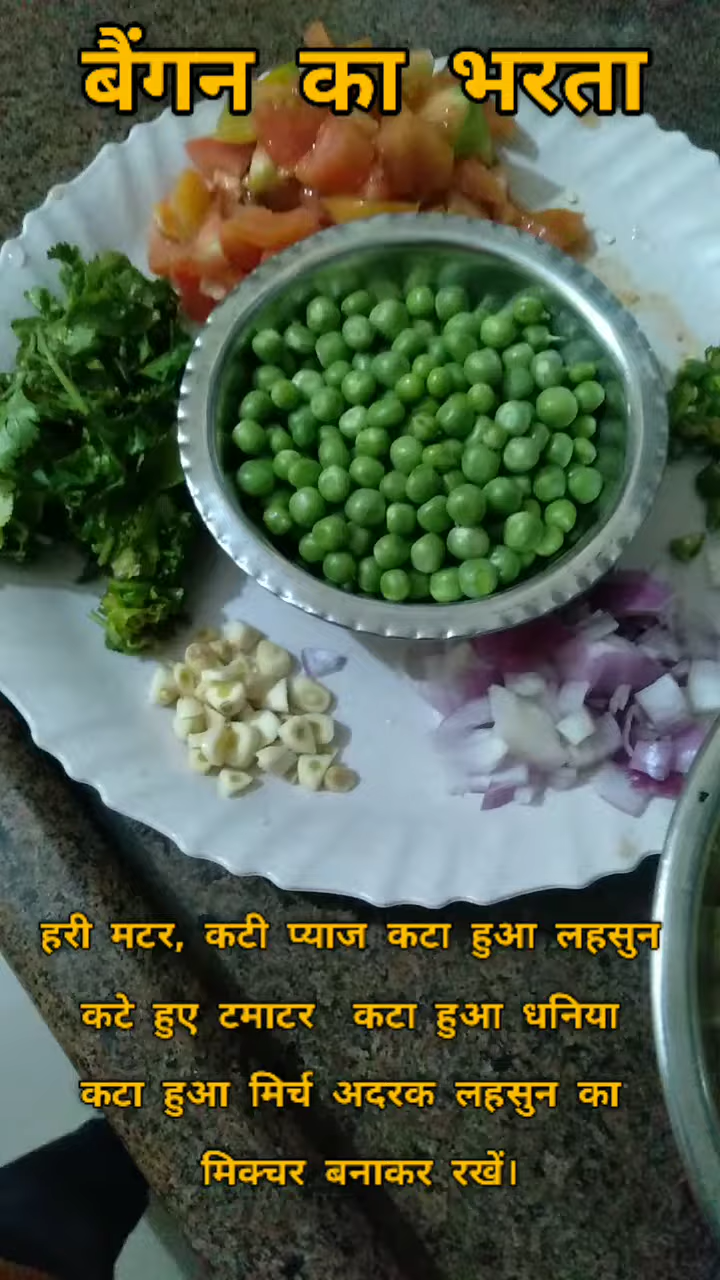 बैंगन का भरता
हरी मटर, कटी प्याज कटा हुआ लहसुन
कटे हुए टमाटर कटा हुआ धनिया
कटा हुआ मिर्च अदरक लहसुन का
मिक्चर बनाकर रखें।